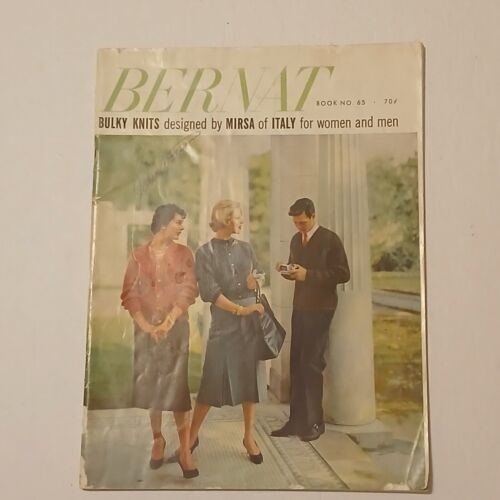 BERNAT
BOOK NO. 65 · 70¢
BULKY KNITS designed by MIRSA of ITALY for women and men